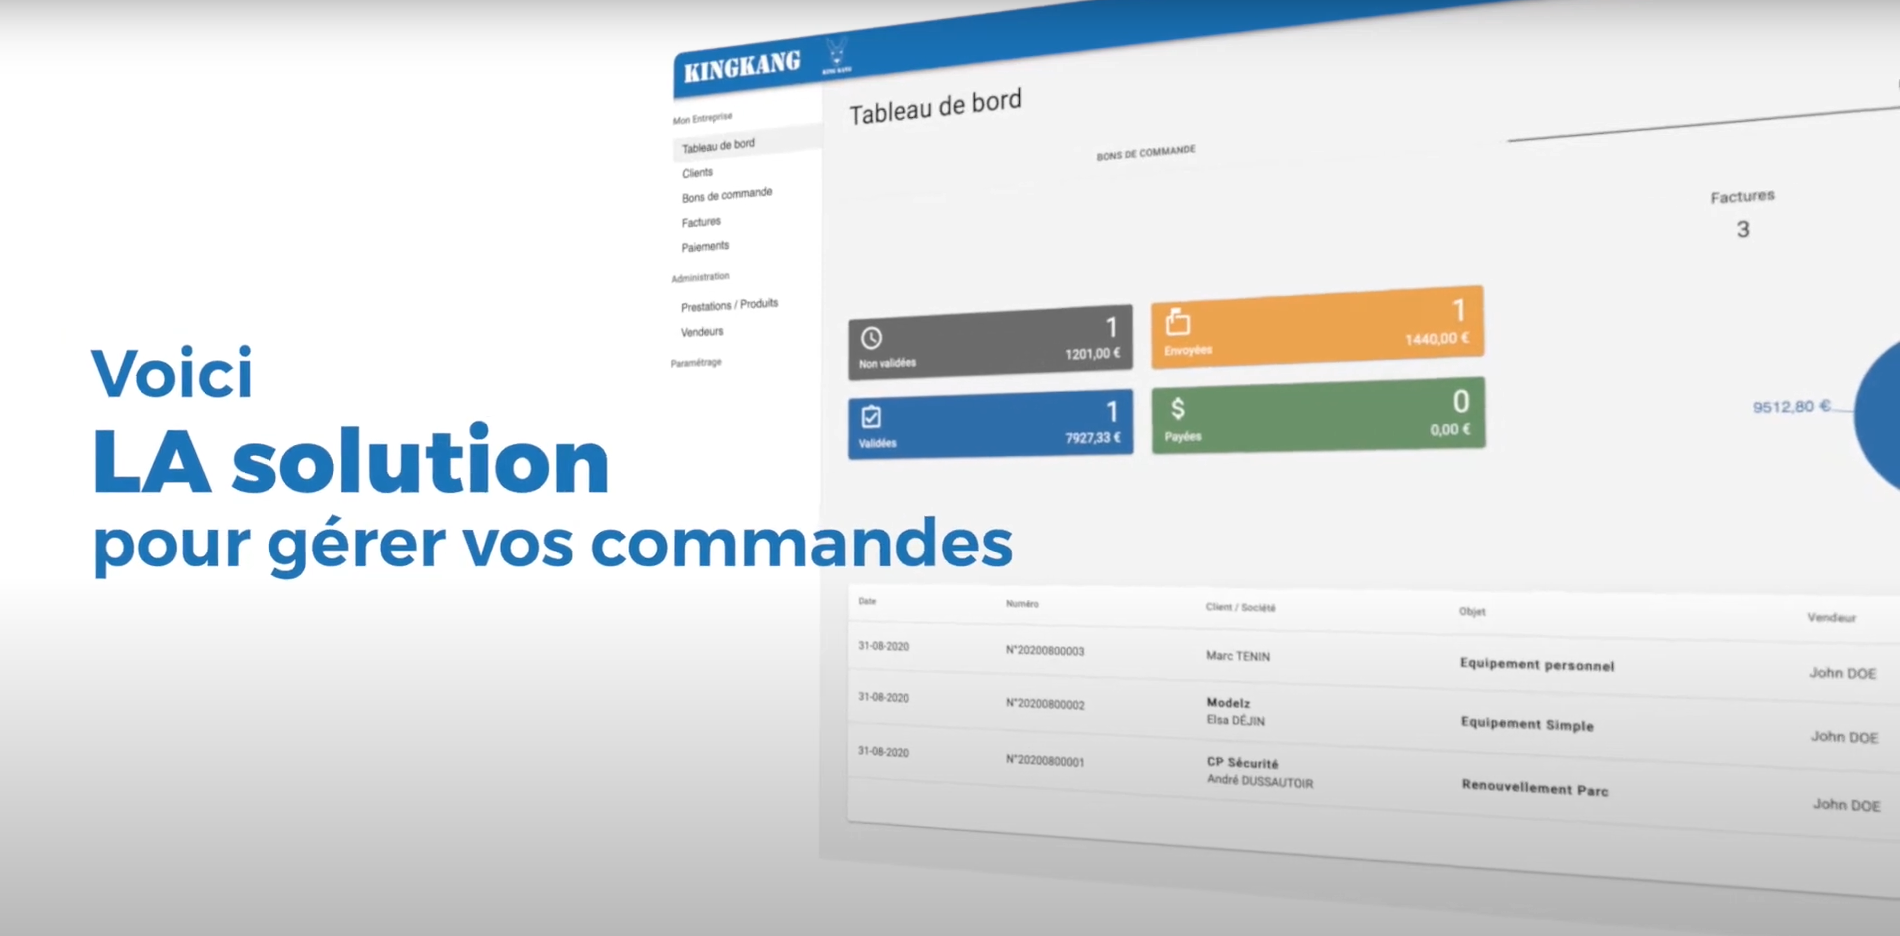 KINGKANG
KING KANG
Mon Entreprise
Tableau de bord
Clients
Bons de commande
Factures
Paiements
Administration
Prestations / Produits
Vendeurs
Paramétrage
Voici
LA solution
pour gérer vos commandes
Tableau de bord
BONS DE COMMANDE
Factures
3
1
Non validées 1201,00 €
1
Envoyées 1440,00 €
1
Validées 7927,33 €
$ 0
Payées 0,00 €
9512,80 €
Date Numéro Client / Société Objet Vendeur
31-08-2020 N°20200800003 Marc TENIN Equipement personnel John DOE
31-08-2020 N°20200800002 Modelz Equipement Simple John DOE
Elsa DÉJIN
31-08-2020 N°20200800001 CP Sécurité Renouvellement Parc John DOE
André DUSSAUTOIR